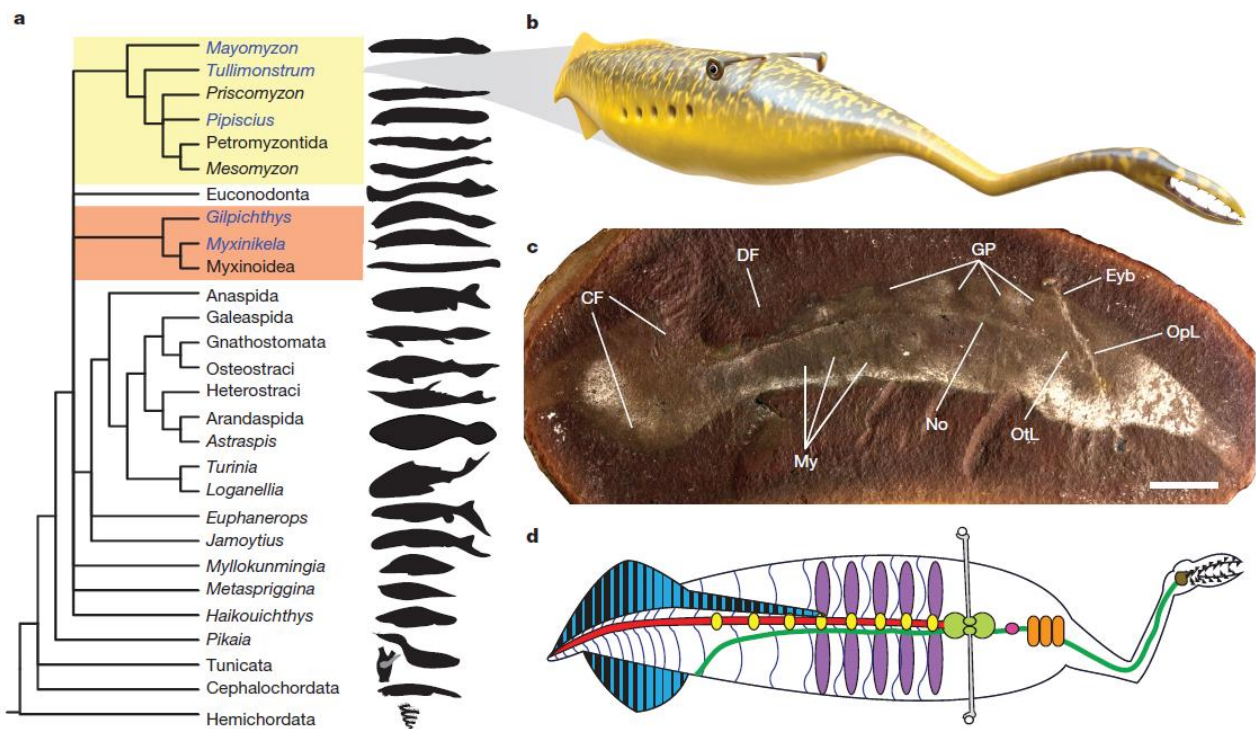 a
Mayomyzon
Tullimonstrum
Priscomyzon
Pipiscius
Petromyzontida
Mesomyzon
Euconodonta
Gilpichthys
Myxinikela
Myxinoidea
Anaspida
Galeaspida
Gnathostomata
Osteostraci
Heterostraci
Arandaspida
Astraspis
Turinia
Loganellia
Euphanerops
Jamoytius
Myllokunmingia
Metaspriggina
Haikouichthys
Pikaia
Tunicata
Cephalochordata
Hemichordata
b
c
DF
GP
CF
Eyb
OpL
No
OtL
My
d